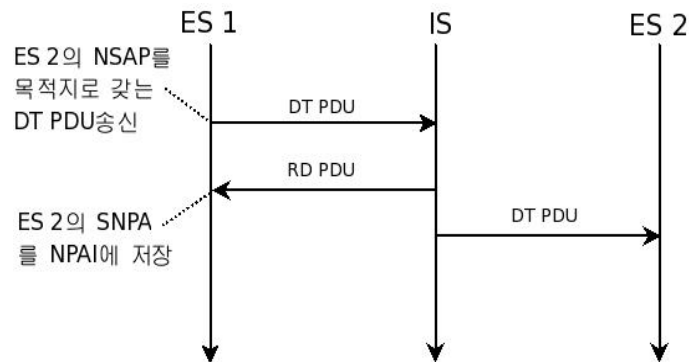 ES 1
IS
ES 2
ES 2의 NSAP를
목적지로 갖는
DT PDU송신
DT PDU
RD PDU
ES 2의 SNPA
를 NPAI에 저장
DT PDU